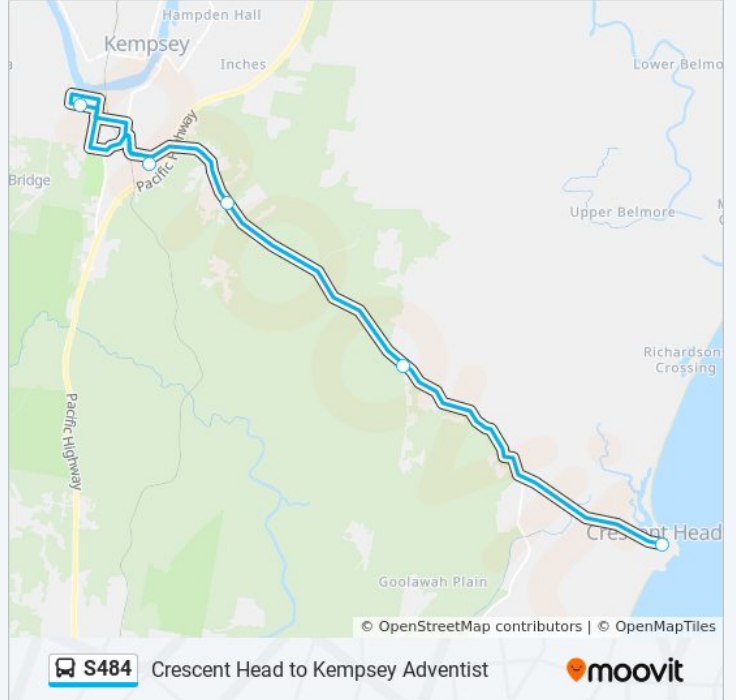 Hampden Hall
Kempsey
Inches
Lower Belmo
Pacific Highway
Bridge
Upper Belmore
Richardson
Crossing
Pacific Highway
Crescent Head
Goolawah Plain
© OpenStreetMap contributors | © OpenMapTiles
S484 Crescent Head to Kempsey Adventist
moovit